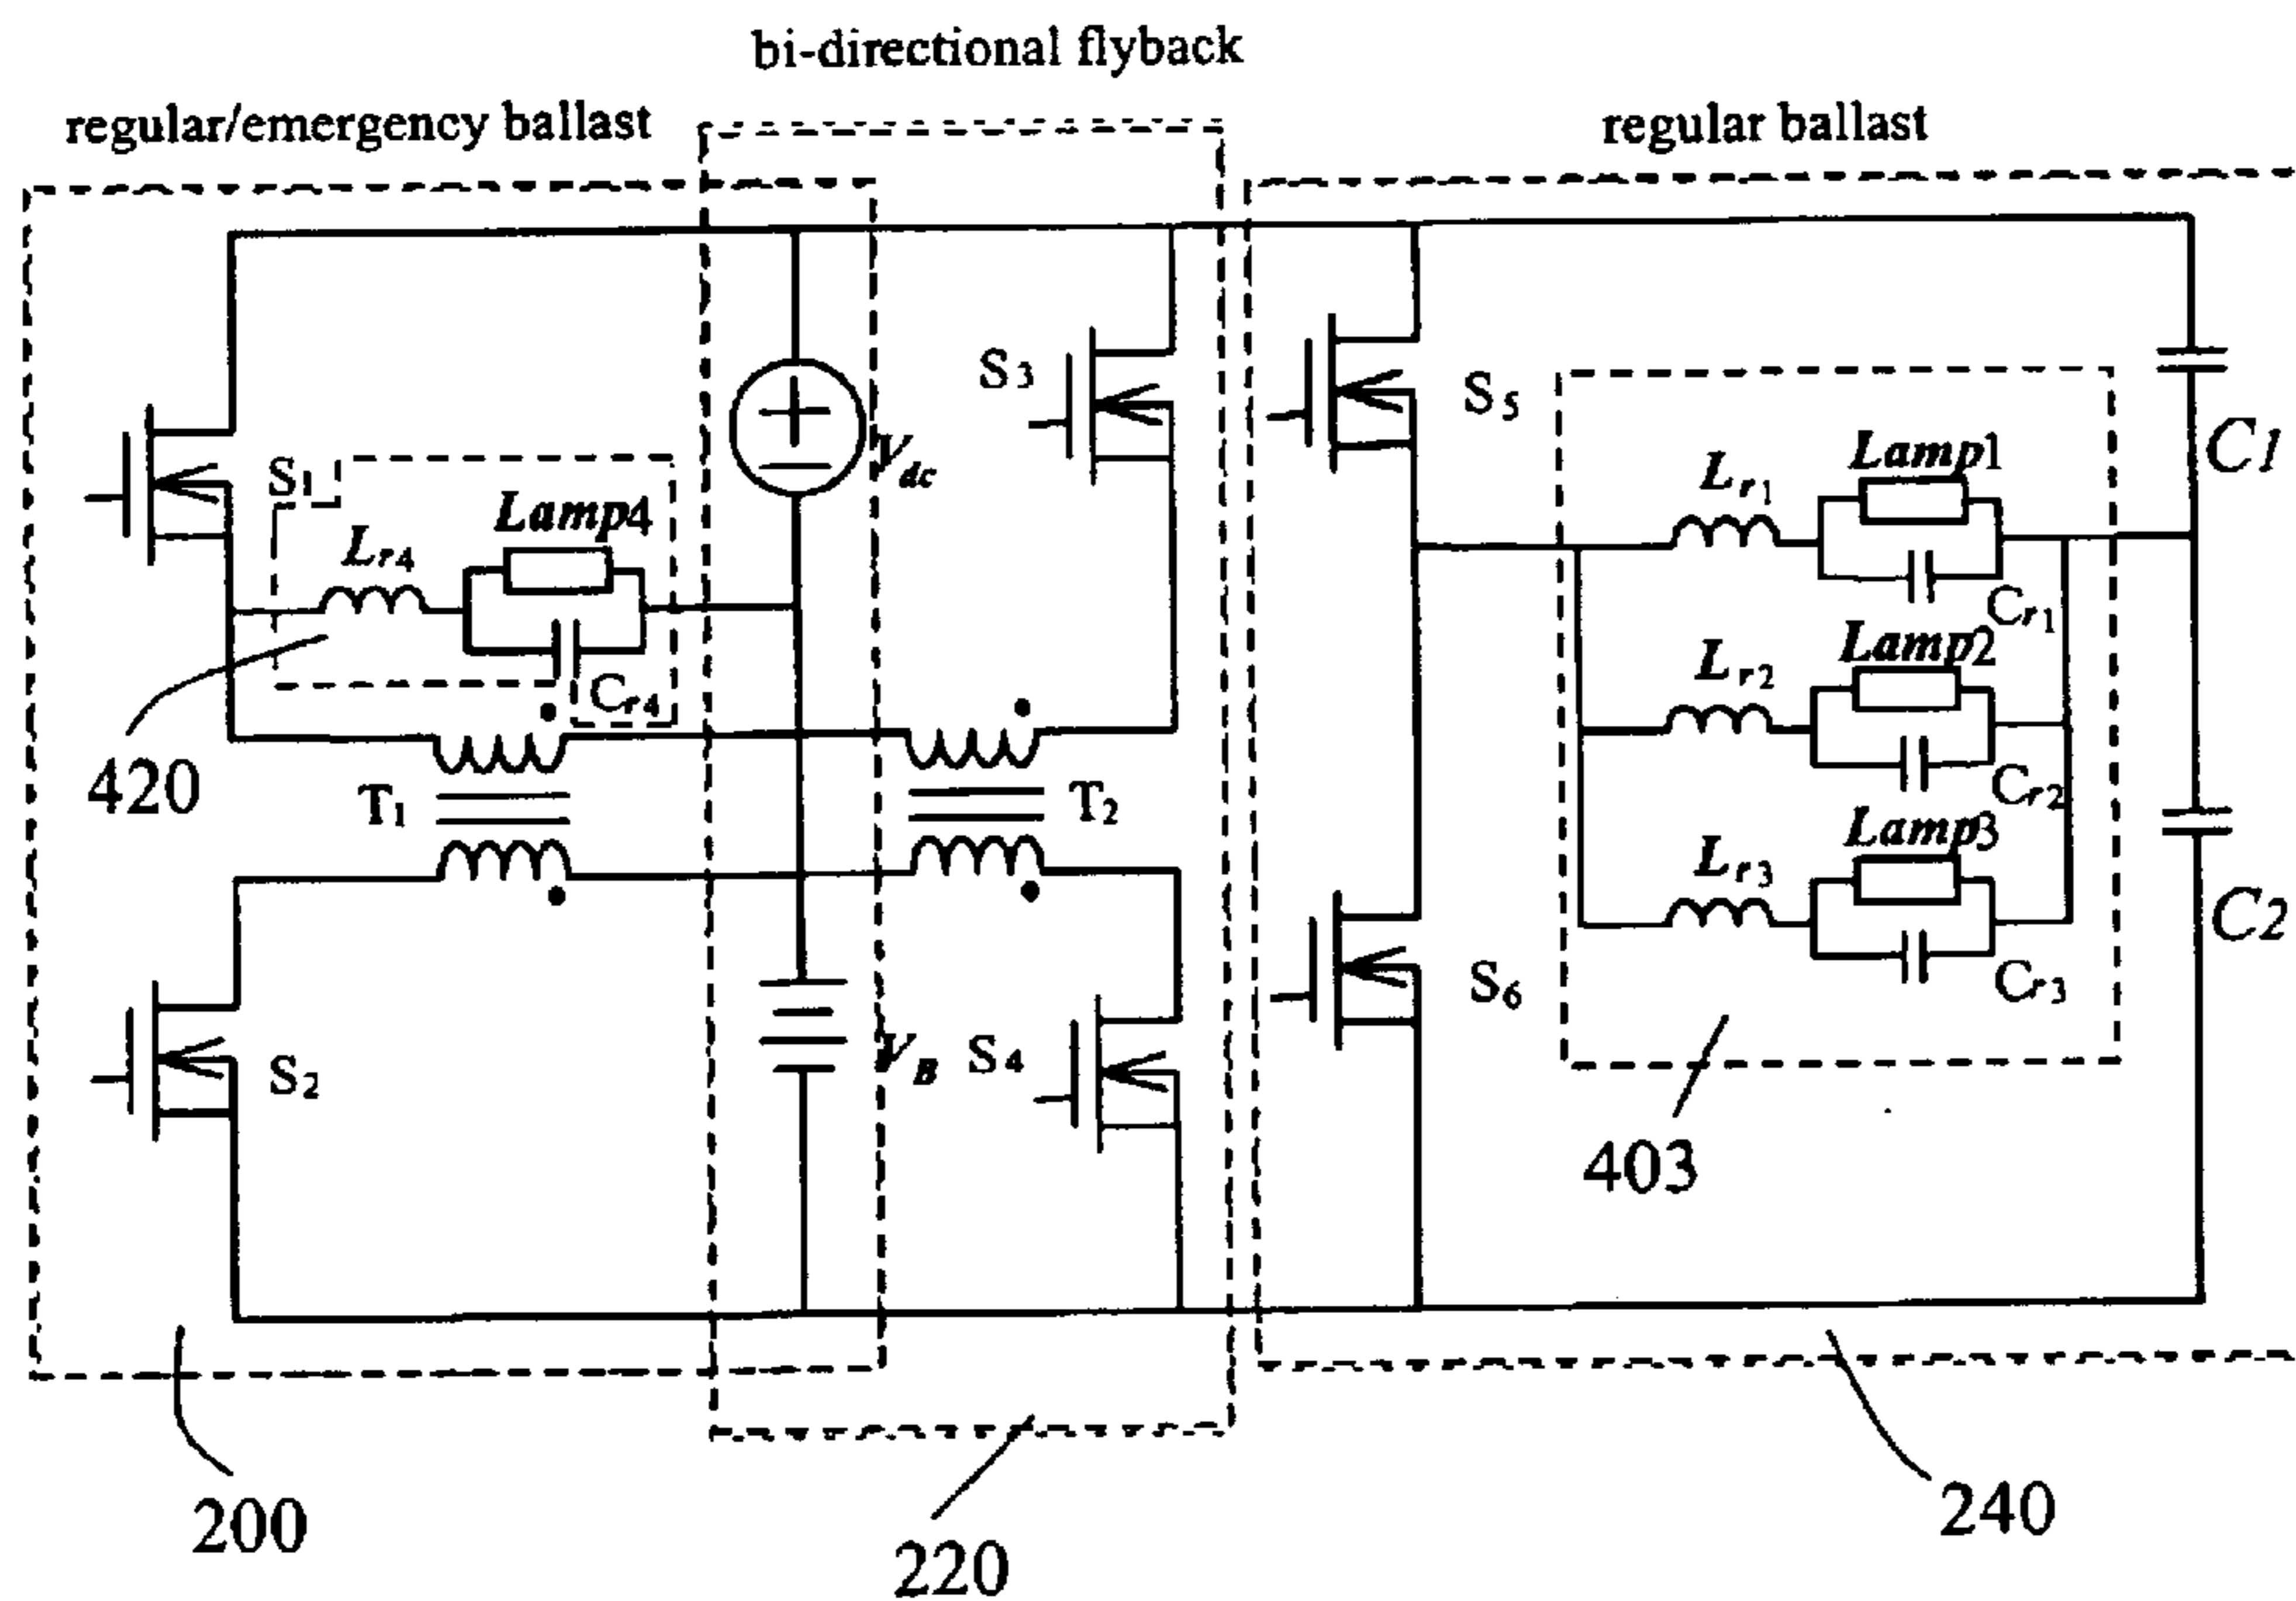 bi-directional flyback
regular/emergency ballast
regular ballast
S3
S5
Vdc
C1
Lamp1
Lr1
S1
Lamp4
Lr4
Cr1
Lamp2
Lr2
Cr4
420
T1
T2
Cr2
Lamp3
Lr3
C2
Cr3
S2
VB
S4
S6
403
200
220
240